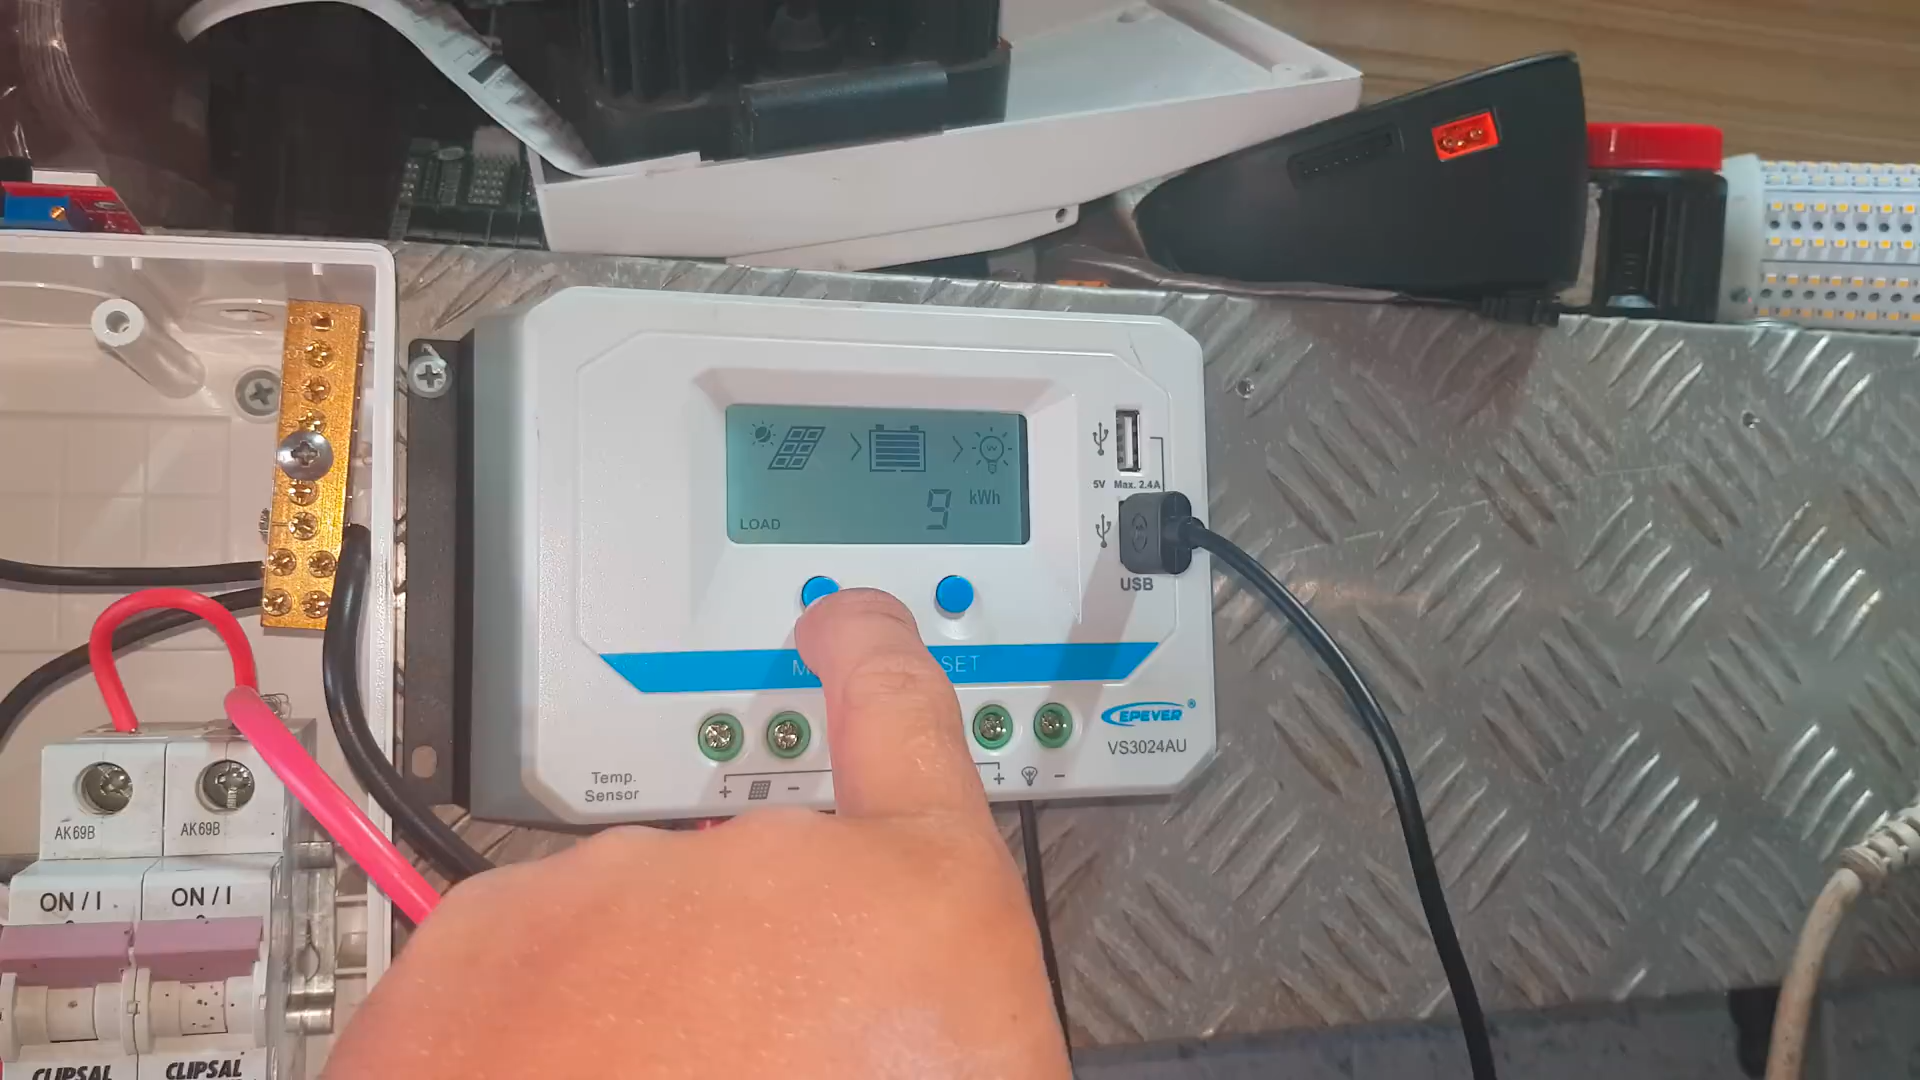 9 kWh
LOAD
5V Max. 2.4A
USB
SET
EPEVER®
VS3024AU
Temp.
Sensor
+ -
+ -
AK69B AK69B
ON / I ON / I
CLIPSAL CLIPSAL